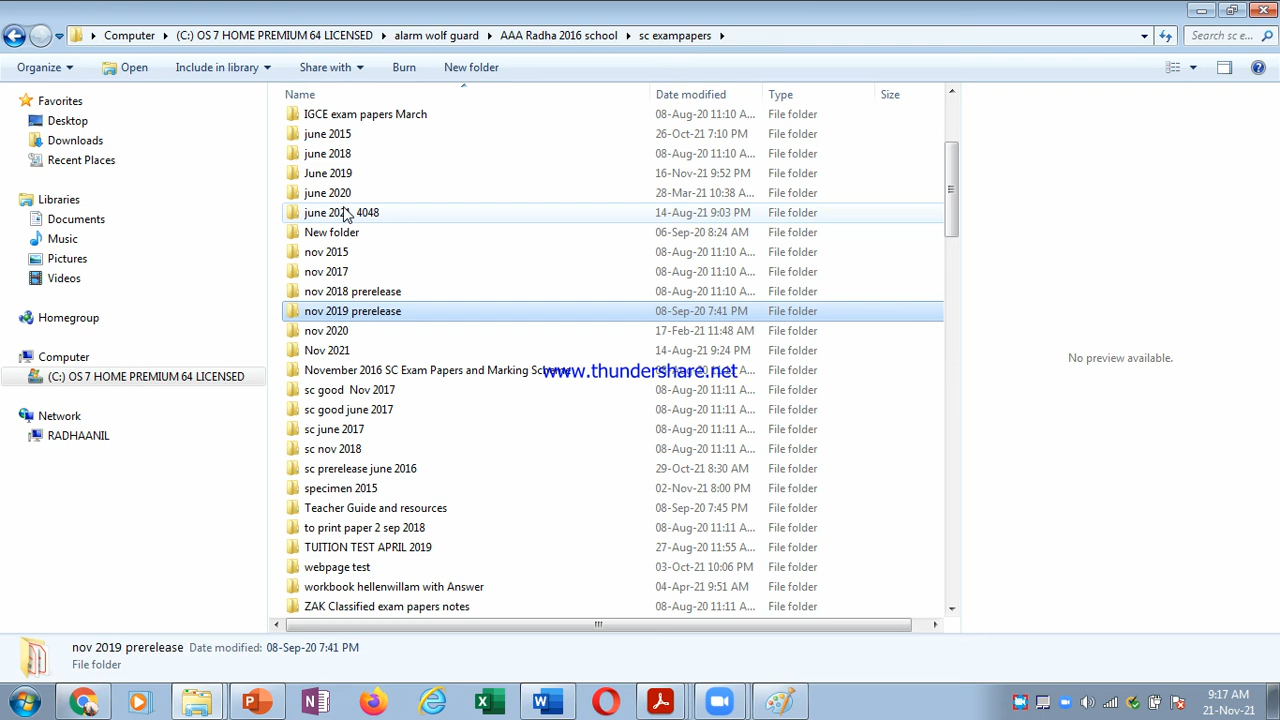 Computer (C:) OS 7 HOME PREMIUM 64 LICENSED alarm wolf guard AAA Radha 2016 school sc exampapers Search sc e...
Organize Open Include in library Share with Burn New folder
Name Date modified Type Size
Favorites
Desktop
Downloads
Recent Places
Libraries
Documents
Music
Pictures
Videos
Homegroup
Computer
(C:) OS 7 HOME PREMIUM 64 LICENSED
Network
RADHAANIL
IGCE exam papers March 08-Aug-20 11:10 A... File folder
june 2015 26-Oct-21 7:10 PM File folder
june 2018 08-Aug-20 11:10 A... File folder
June 2019 16-Nov-21 9:52 PM File folder
june 2020 28-Mar-21 10:38 A... File folder
june 4048 14-Aug-21 9:03 PM File folder
New folder 06-Sep-20 8:24 AM File folder
nov 2015 08-Aug-20 11:10 A... File folder
nov 2017 08-Aug-20 11:10 A... File folder
nov 2018 prerelease 08-Aug-20 11:10 A... File folder
nov 2019 prerelease 08-Sep-20 7:41 PM File folder
nov 2020 17-Feb-21 11:48 AM File folder
Nov 2021 14-Aug-21 9:24 PM File folder
November 2016 SC Exam Papers and Marking File folder
www.thundershare.net
sc good Nov 2017 08-Aug-20 11:11 A... File folder
sc good june 2017 08-Aug-20 11:11 A... File folder
sc june 2017 08-Aug-20 11:11 A... File folder
sc nov 2018 08-Aug-20 11:11 A... File folder
sc prerelease june 2016 29-Oct-21 8:30 AM File folder
specimen 2015 02-Nov-21 8:00 PM File folder
Teacher Guide and resources 08-Sep-20 7:45 PM File folder
to print paper 2 sep 2018 08-Aug-20 11:11 A... File folder
TUITION TEST APRIL 2019 27-Aug-20 11:55 A... File folder
webpage test 03-Oct-21 10:06 PM File folder
workbook hellenwillam with Answer 04-Apr-21 9:51 AM File folder
ZAK Classified exam papers notes 08-Aug-20 11:11 A... File folder
No preview available.
nov 2019 prerelease Date modified: 08-Sep-20 7:41 PM
File folder
9:17 AM
21-Nov-21